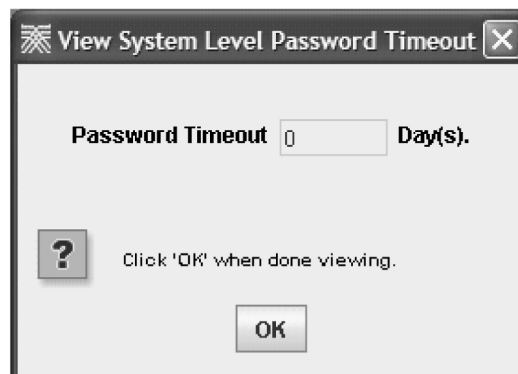 View System Level Password Timeout
Password Timeout 0 Day(s).
?
Click 'OK' when done viewing.
OK